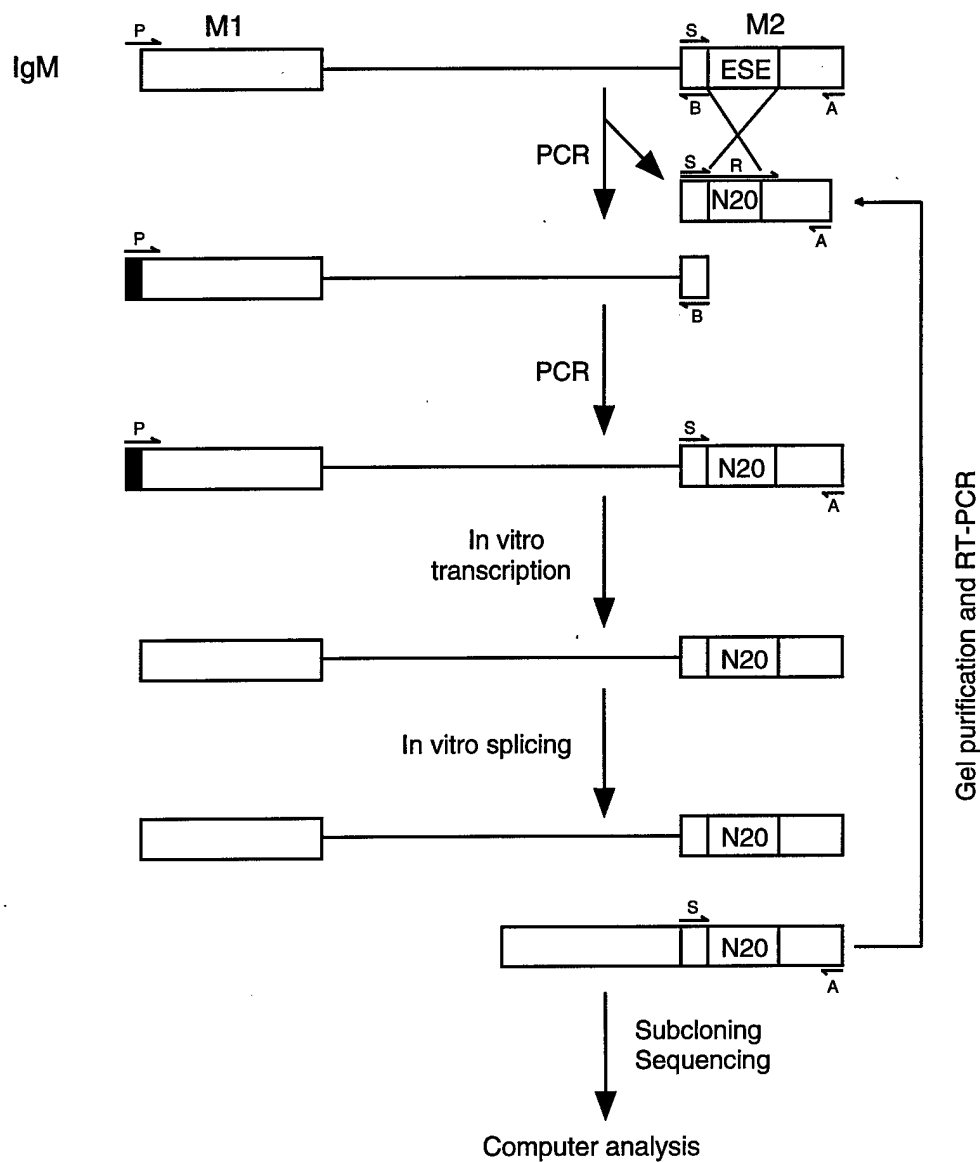 P
M1
S
M2
IgM
ESE
B
A
PCR
S
R
N20
A
P
B
PCR
P
S
N20
A
In vitro
transcription
N20
In vitro splicing
N20
S
N20
A
Gel purification and RT-PCR
Subcloning
Sequencing
Computer analysis